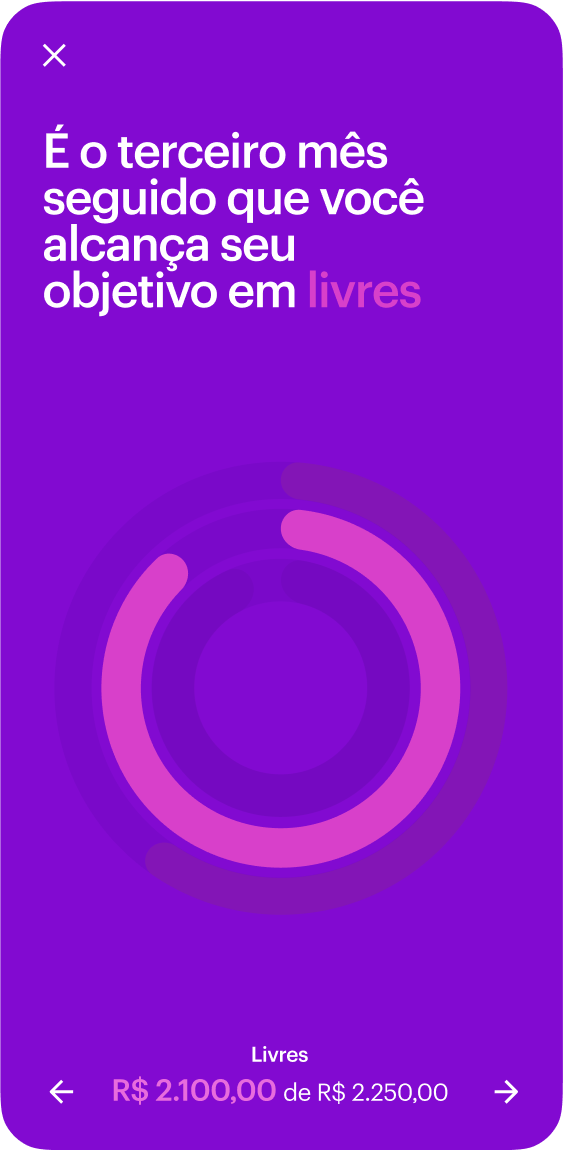 É o terceiro mês
seguido que você
alcança seu
objetivo em livres
Livres
R$ 2.100,00 de R$ 2.250,00